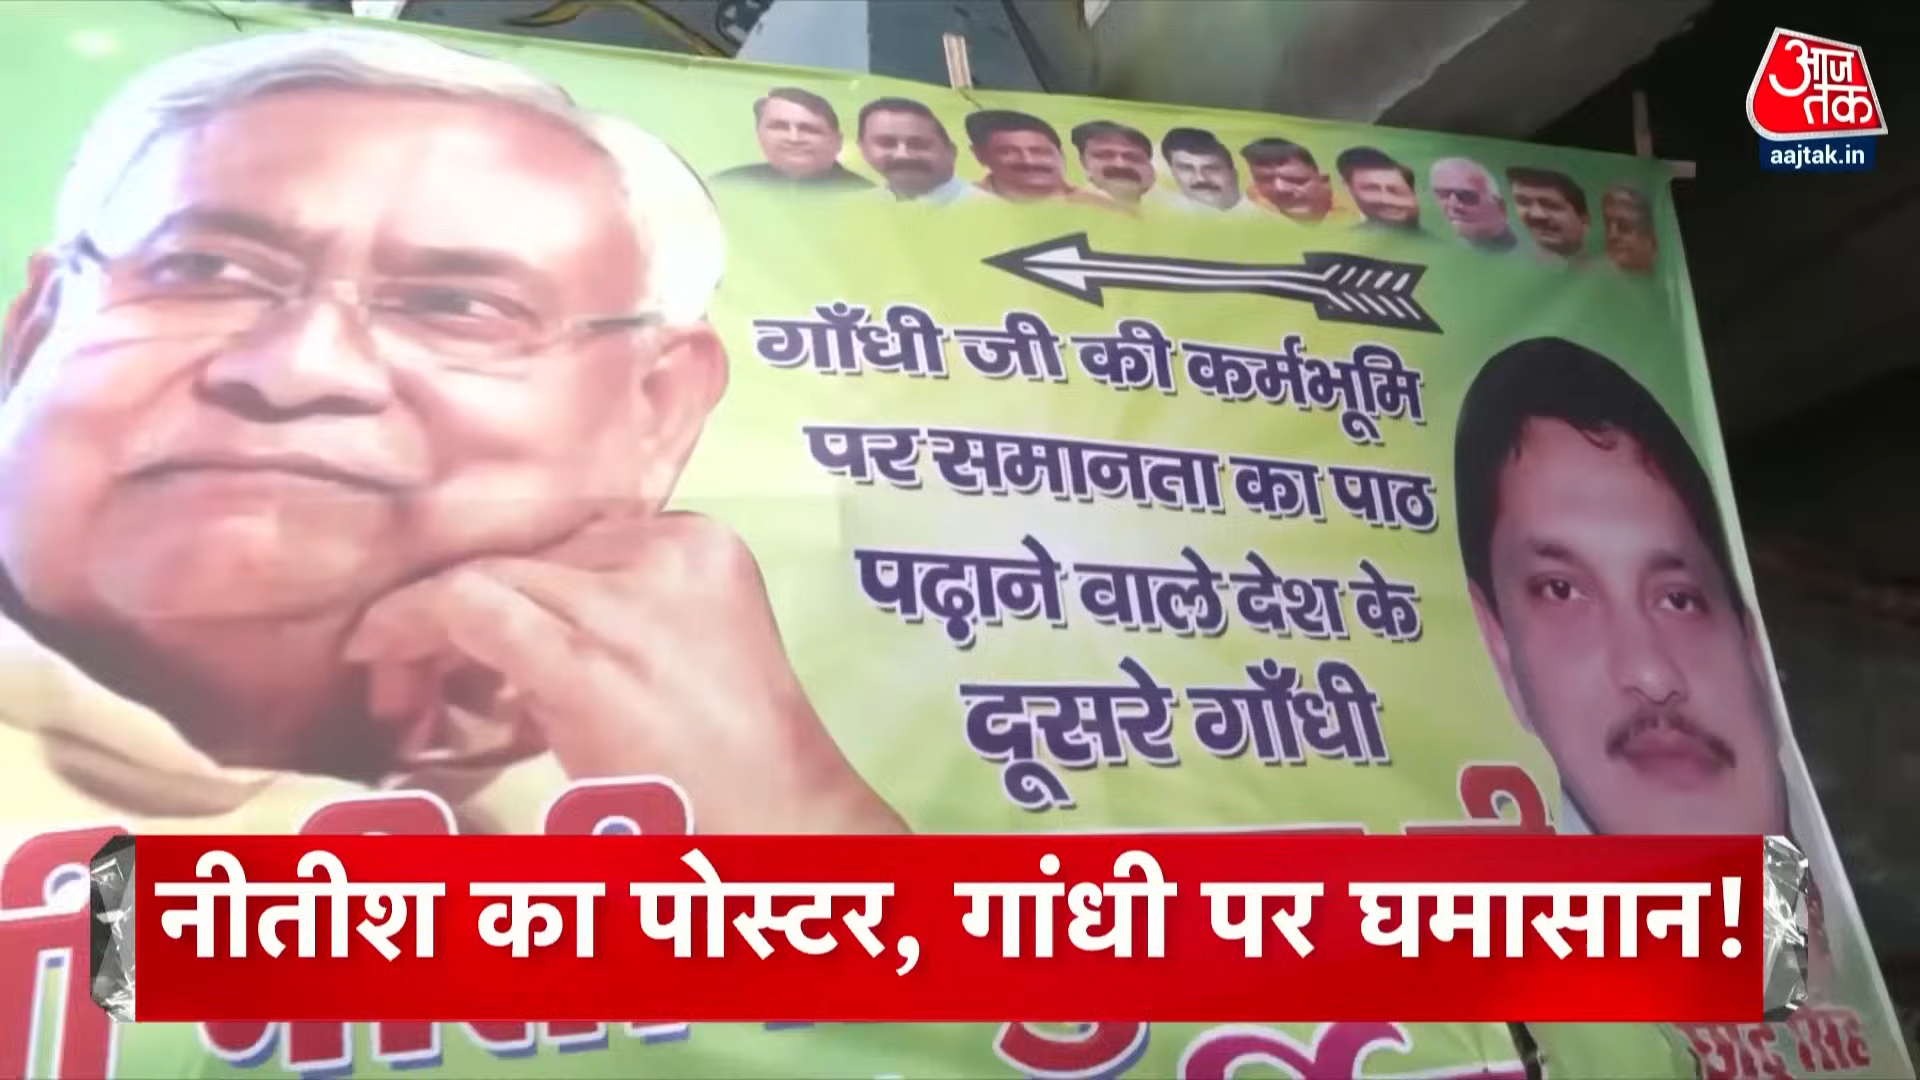 आज तक
aajtak.in
गाँधी जी की कर्मभूमि
पर समानता का पाठ
पढ़ाने वाले देश के
दूसरे गाँधी
नीतीश का पोस्टर, गांधी पर घमासान!